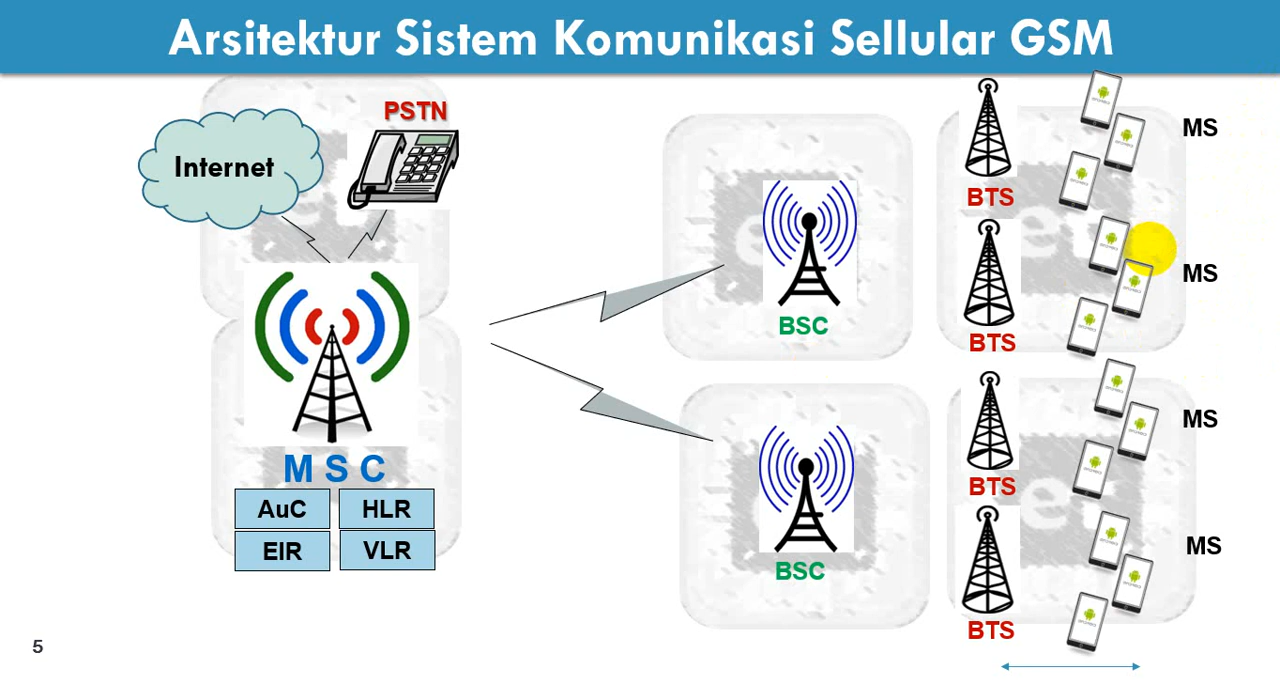 Arsitektur Sistem Komunikasi Sellular GSM
Internet
PSTN
M S C
AuC
HLR
EIR
VLR
BSC
BSC
BTS
MS
BTS
MS
BTS
MS
BTS
MS
5